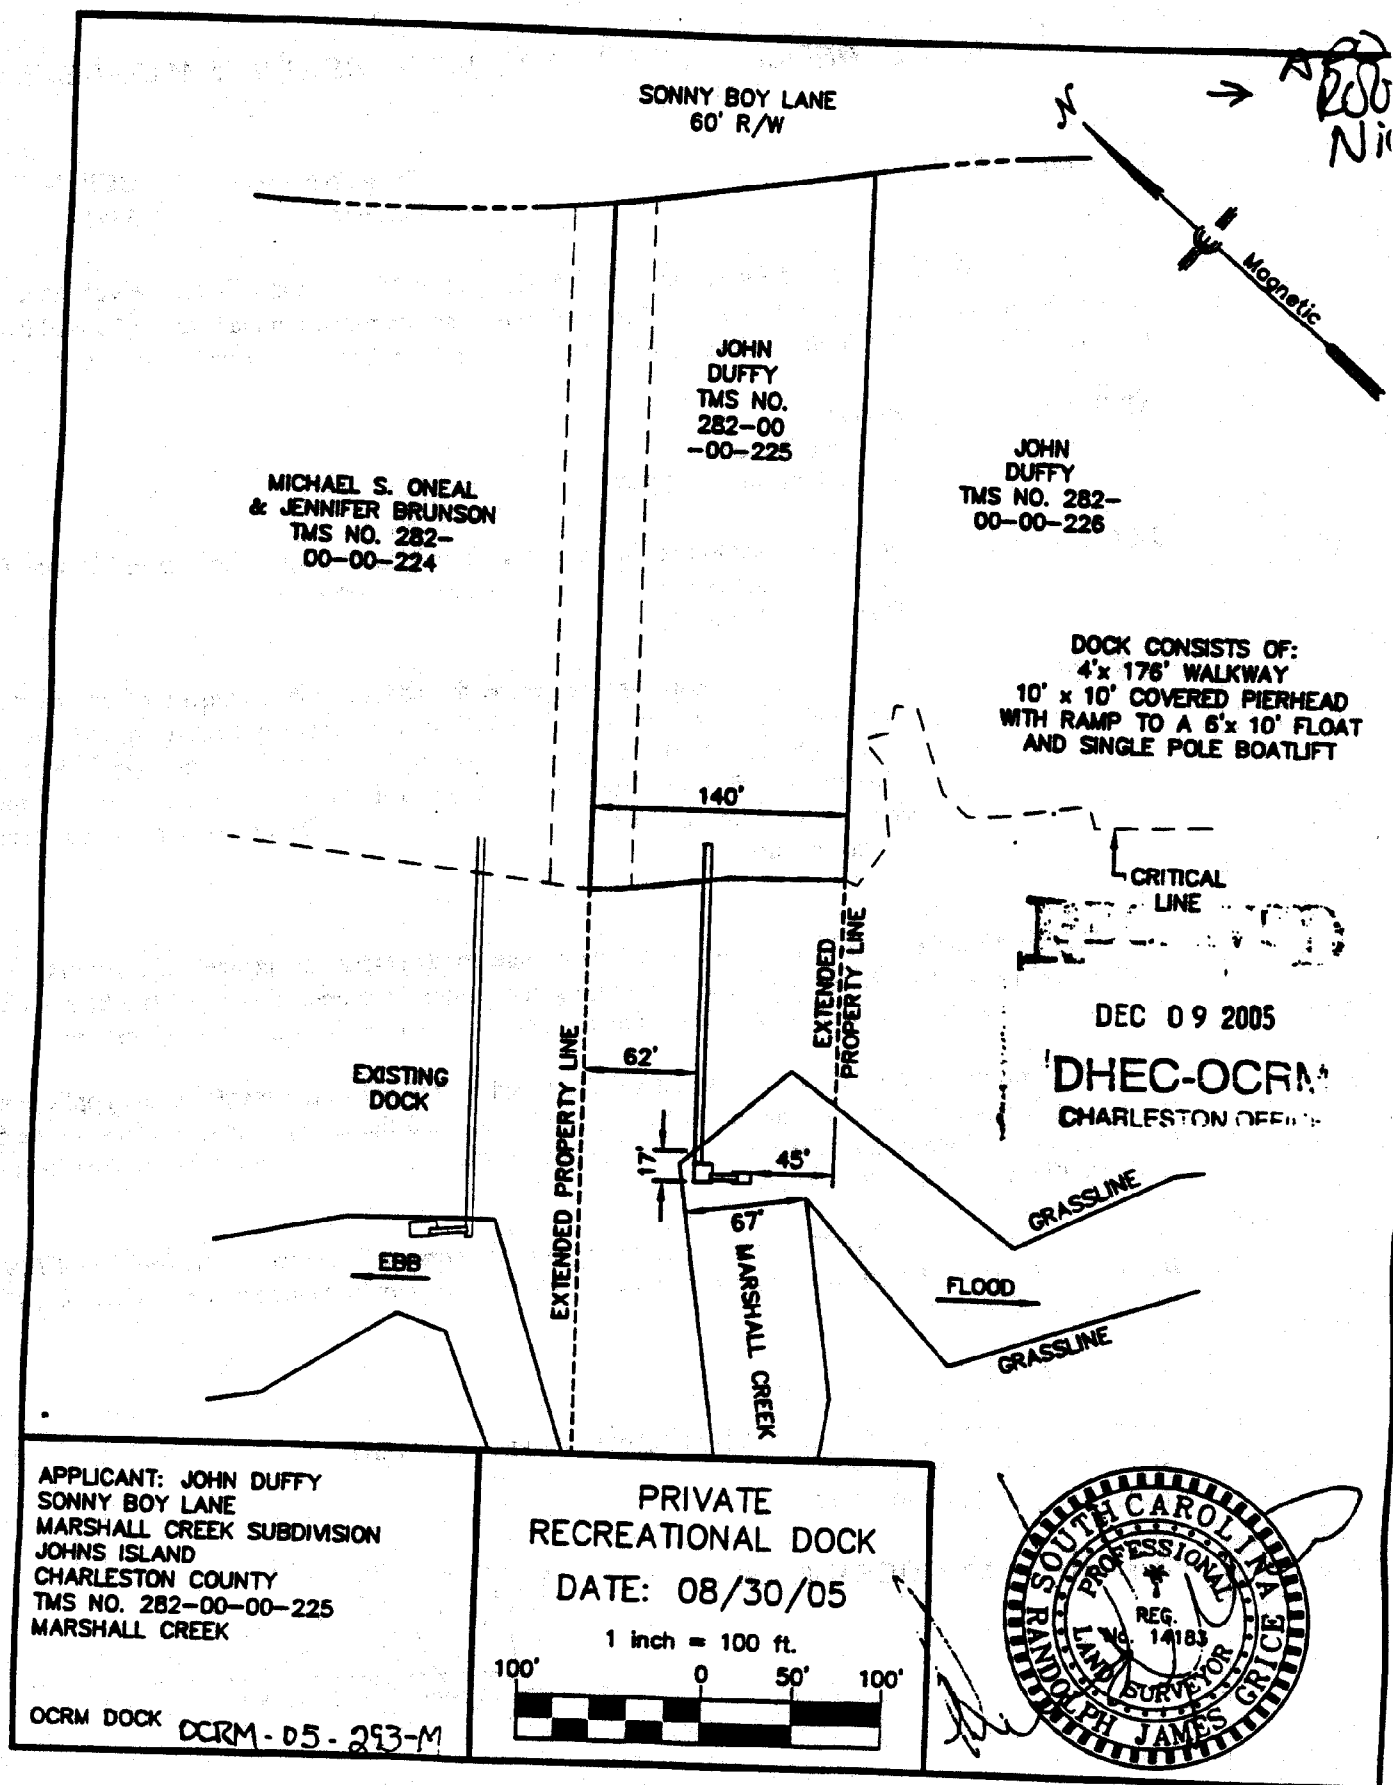 SONNY BOY LANE
60' R/W
N
Magnetic
JOHN
DUFFY
TMS NO.
282-00
-00-225
JOHN
DUFFY
TMS NO. 282-
00-00-226
MICHAEL S. ONEAL
& JENNIFER BRUNSON
TMS NO. 282-
00-00-224
DOCK CONSISTS OF:
4'x 176' WALKWAY
10' x 10' COVERED PIERHEAD
WITH RAMP TO A 6'x 10' FLOAT
AND SINGLE POLE BOATLIFT
140'
CRITICAL
LINE
DEC 09 2005
DHEC-OCRM
CHARLESTON OFFICE
EXTENDED
PROPERTY LINE
EXTENDED PROPERTY LINE
62'
EXISTING
DOCK
17'
45'
67'
MARSHALL CREEK
GRASSLINE
EBB
FLOOD
GRASSLINE
APPLICANT: JOHN DUFFY
SONNY BOY LANE
MARSHALL CREEK SUBDIVISION
JOHNS ISLAND
CHARLESTON COUNTY
TMS NO. 282-00-00-225
MARSHALL CREEK
OCRM DOCK OCRM-05-293-M
PRIVATE
RECREATIONAL DOCK
DATE: 08/30/05
1 inch = 100 ft.
100' 0 50' 100'
SOUTH CAROLINA
PROFESSIONAL
REG.
No. 14183
LAND SURVEYOR
RANDOLPH JAMES GRICE